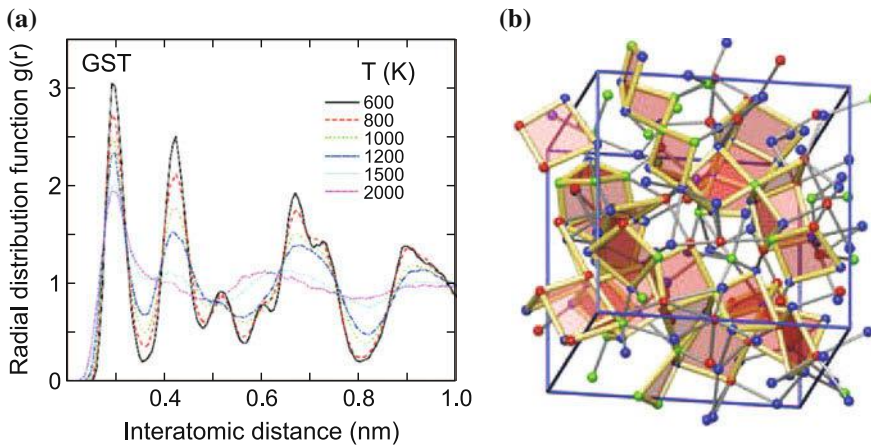 (a)
GST
T (K)
600
800
1000
1200
1500
2000
3
2
1
0
Radial distribution function g(r)
0.4
0.6
0.8
1.0
Interatomic distance (nm)
(b)